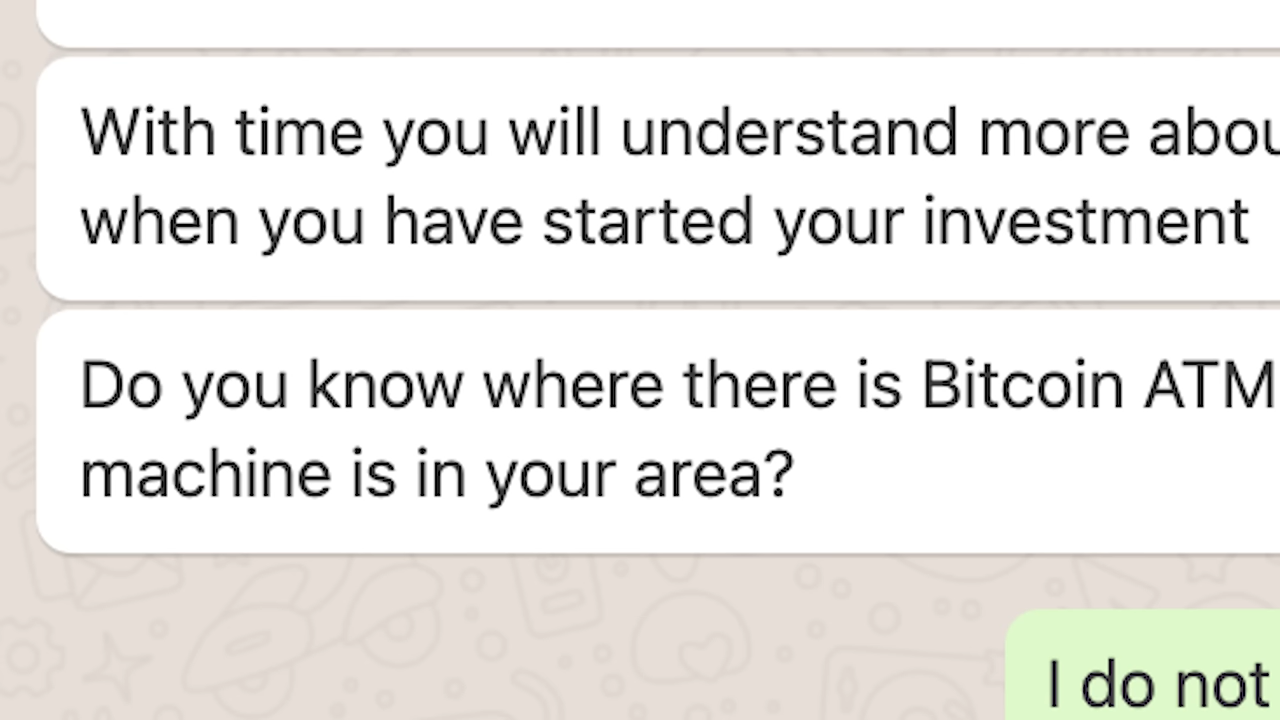 With time you will understand more
when you have started your investment
Do you know where there is Bitcoin ATM
machine is in your area?
I do not